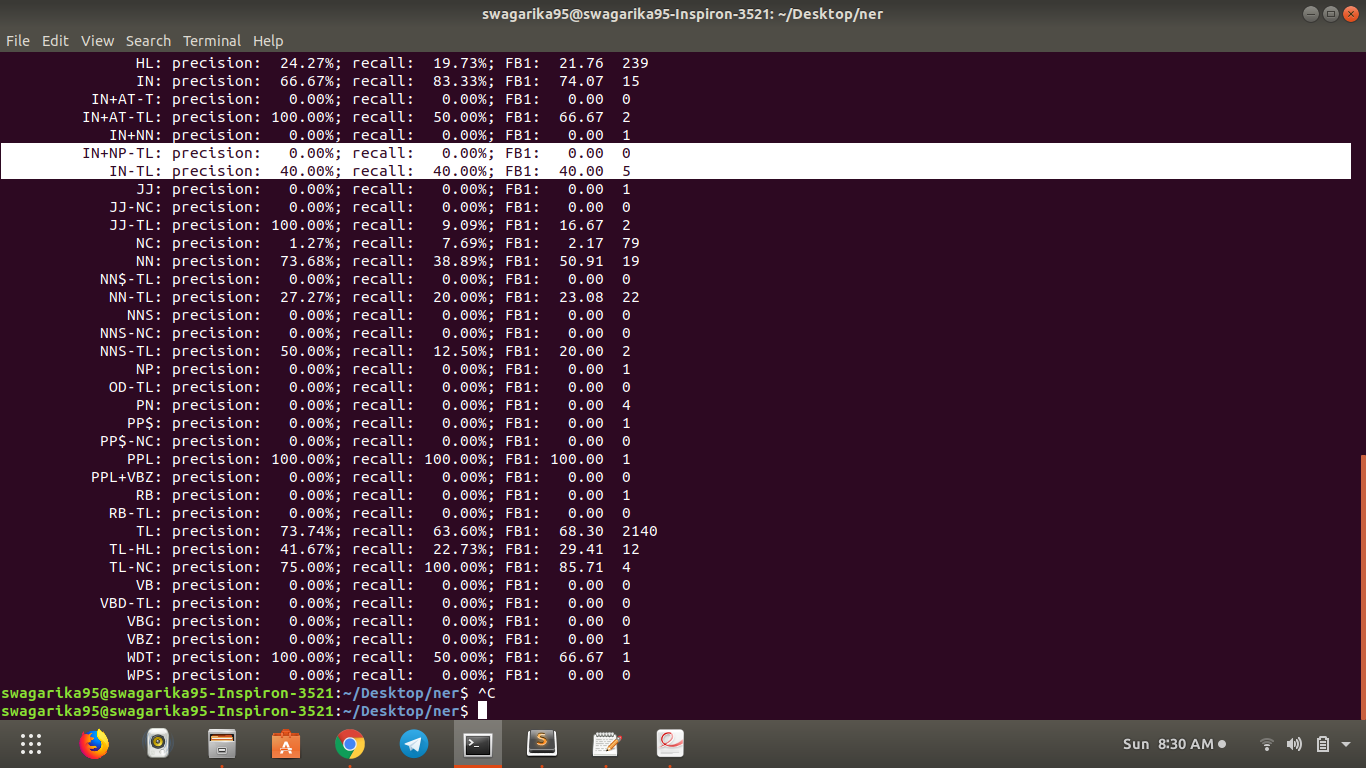 swagarika95@swagarika95-Inspiron-3521: ~/Desktop/ner
File Edit View Search Terminal Help
HL: precision: 24.27%; recall: 19.73%; FB1: 21.76 239
IN: precision: 66.67%; recall: 83.33%; FB1: 74.07 15
IN+AT-T: precision: 0.00%; recall: 0.00%; FB1: 0.00 0
IN+AT-TL: precision: 100.00%; recall: 50.00%; FB1: 66.67 2
IN+NN: precision: 0.00%; recall: 0.00%; FB1: 0.00 1
IN+NP-TL: precision: 0.00%; recall: 0.00%; FB1: 0.00 0
IN-TL: precision: 40.00%; recall: 40.00%; FB1: 40.00 5
JJ: precision: 0.00%; recall: 0.00%; FB1: 0.00 1
JJ-NC: precision: 0.00%; recall: 0.00%; FB1: 0.00 0
JJ-TL: precision: 100.00%; recall: 9.09%; FB1: 16.67 2
NC: precision: 1.27%; recall: 7.69%; FB1: 2.17 79
NN: precision: 73.68%; recall: 38.89%; FB1: 50.91 19
NN$-TL: precision: 0.00%; recall: 0.00%; FB1: 0.00 0
NN-TL: precision: 27.27%; recall: 20.00%; FB1: 23.08 22
NNS: precision: 0.00%; recall: 0.00%; FB1: 0.00 0
NNS-NC: precision: 0.00%; recall: 0.00%; FB1: 0.00 0
NNS-TL: precision: 50.00%; recall: 12.50%; FB1: 20.00 2
NP: precision: 0.00%; recall: 0.00%; FB1: 0.00 1
OD-TL: precision: 0.00%; recall: 0.00%; FB1: 0.00 0
PN: precision: 0.00%; recall: 0.00%; FB1: 0.00 4
PP$: precision: 0.00%; recall: 0.00%; FB1: 0.00 1
PP$-NC: precision: 0.00%; recall: 0.00%; FB1: 0.00 0
PPL: precision: 100.00%; recall: 100.00%; FB1: 100.00 1
PPL+VBZ: precision: 0.00%; recall: 0.00%; FB1: 0.00 0
RB: precision: 0.00%; recall: 0.00%; FB1: 0.00 1
RB-TL: precision: 0.00%; recall: 0.00%; FB1: 0.00 0
TL: precision: 73.74%; recall: 63.60%; FB1: 68.30 2140
TL-HL: precision: 41.67%; recall: 22.73%; FB1: 29.41 12
TL-NC: precision: 75.00%; recall: 100.00%; FB1: 85.71 4
VB: precision: 0.00%; recall: 0.00%; FB1: 0.00 0
VBD-TL: precision: 0.00%; recall: 0.00%; FB1: 0.00 0
VBG: precision: 0.00%; recall: 0.00%; FB1: 0.00 0
VBZ: precision: 0.00%; recall: 0.00%; FB1: 0.00 1
WDT: precision: 100.00%; recall: 50.00%; FB1: 66.67 1
WPS: precision: 0.00%; recall: 0.00%; FB1: 0.00 0
swagarika95@swagarika95-Inspiron-3521:~/Desktop/ner$ ^C
swagarika95@swagarika95-Inspiron-3521:~/Desktop/ner$
Sun 8:30 AM